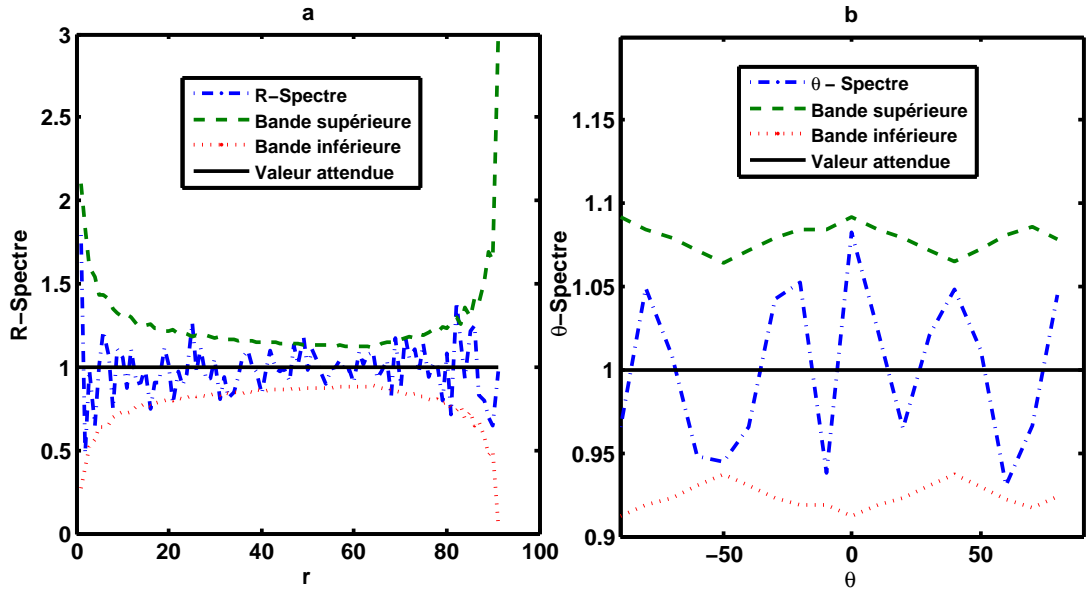 a
R-Spectre
3
2.5
2
1.5
1
0.5
0
0
20
40
60
80
100
r
R-Spectre
Bande supérieure
Bande inférieure
Valeur attendue
b
θ-Spectre
1.15
1.1
1.05
1
0.95
0.9
−50
0
50
θ
θ - Spectre
Bande supérieure
Bande inférieure
Valeur attendue